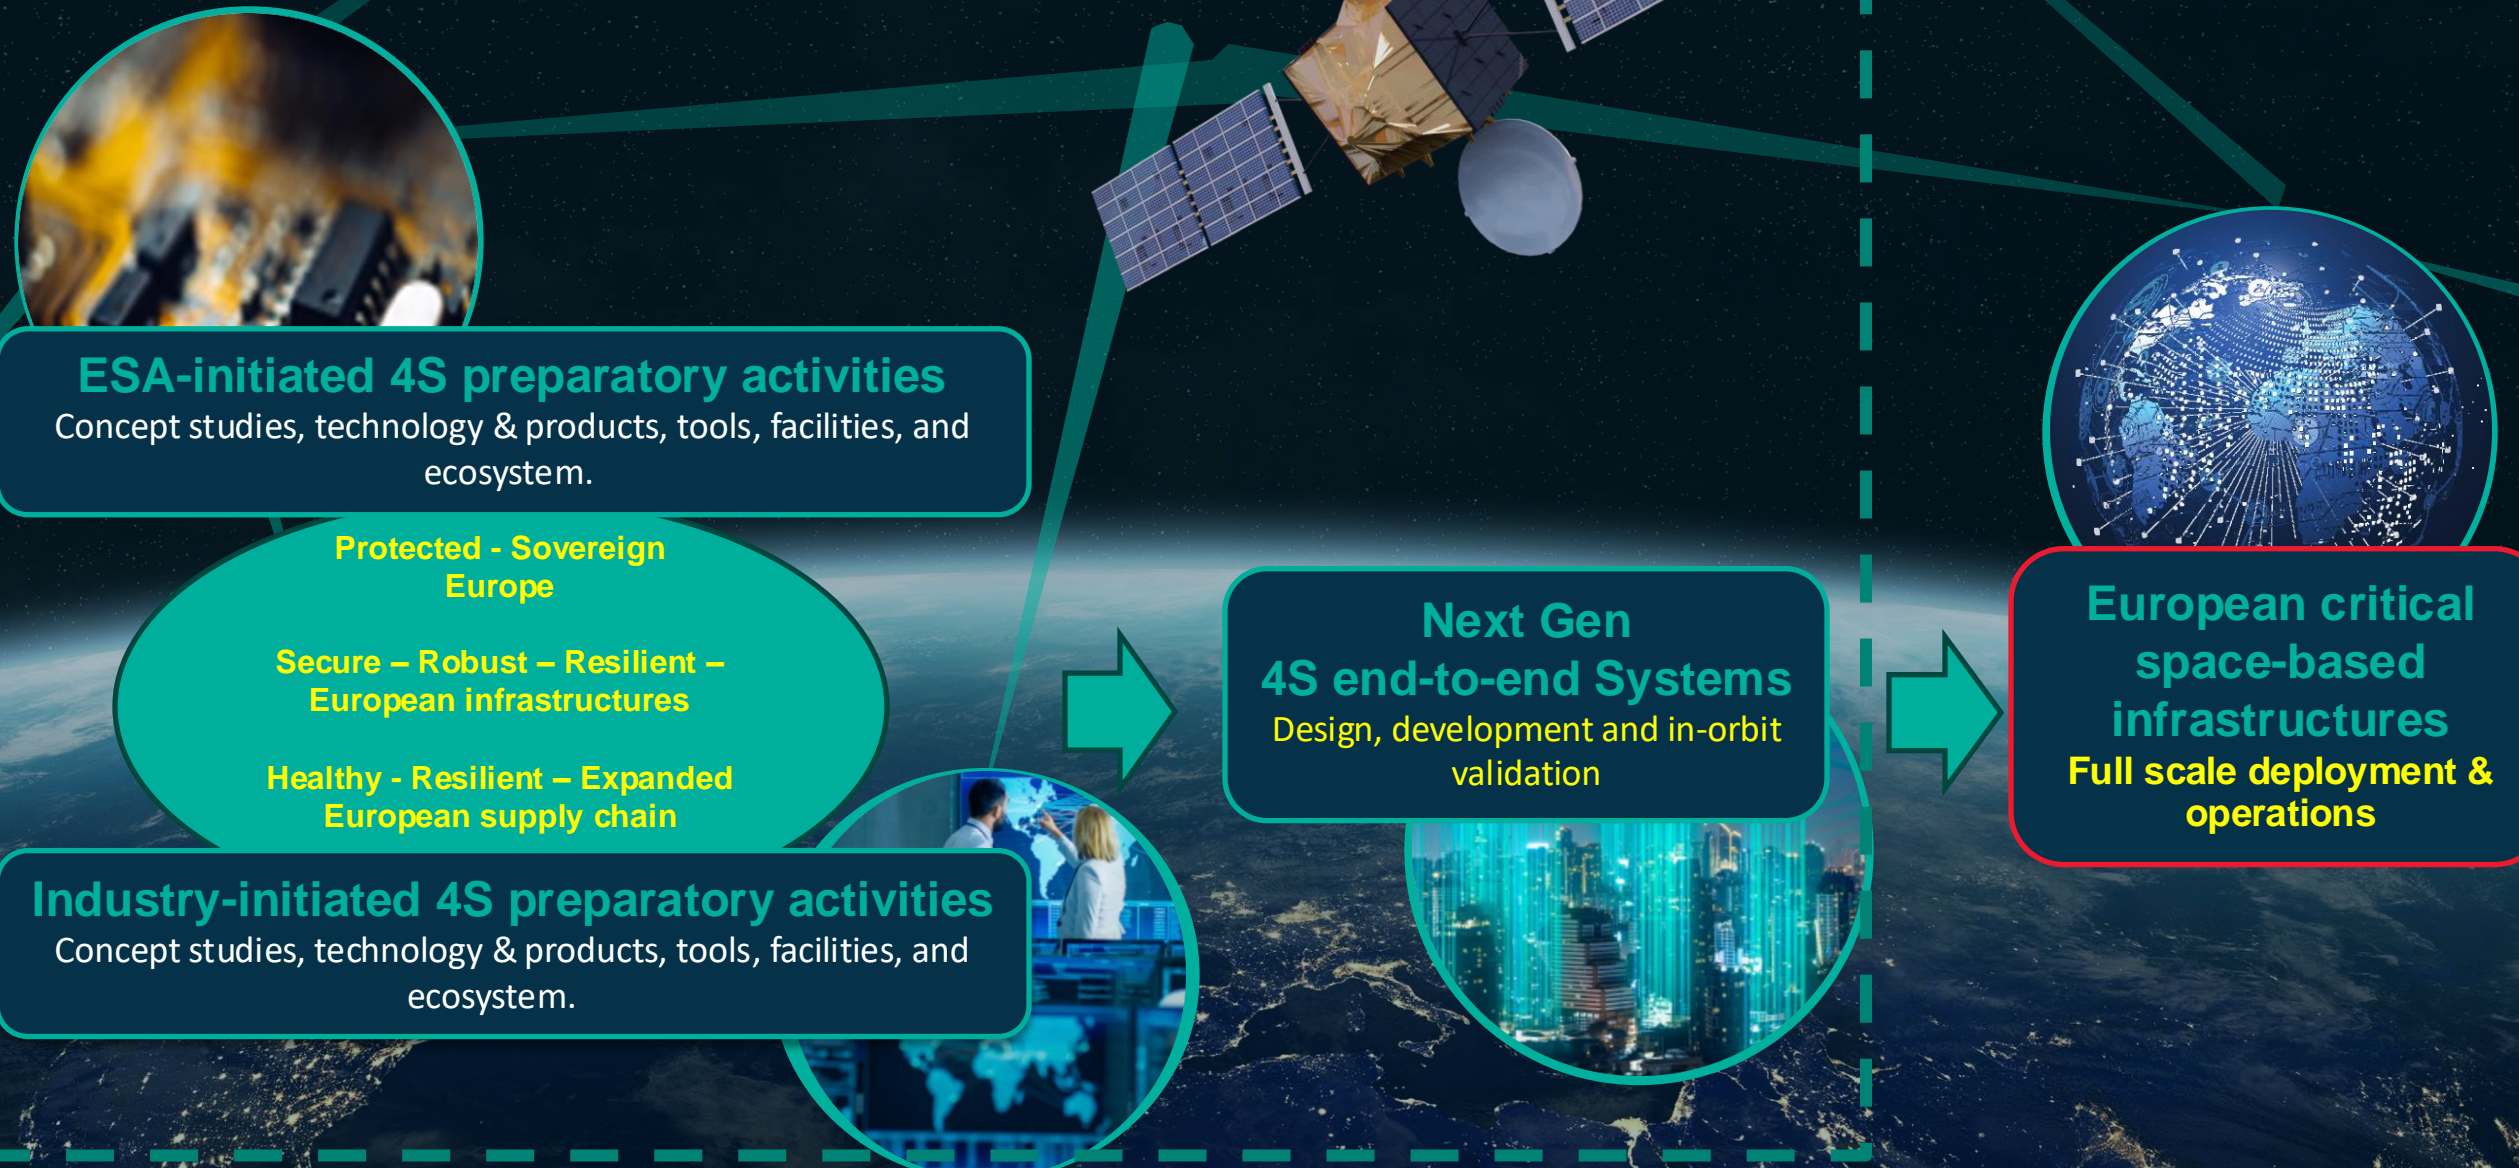 ESA-initiated 4S preparatory activities
Concept studies, technology & products, tools, facilities, and
ecosystem.
Protected - Sovereign
Europe
Secure – Robust – Resilient –
European infrastructures
Healthy - Resilient – Expanded
European supply chain
Industry-initiated 4S preparatory activities
Concept studies, technology & products, tools, facilities, and
ecosystem.
Next Gen
4S end-to-end Systems
Design, development and in-orbit
validation
European critical
space-based
infrastructures
Full scale deployment &
operations